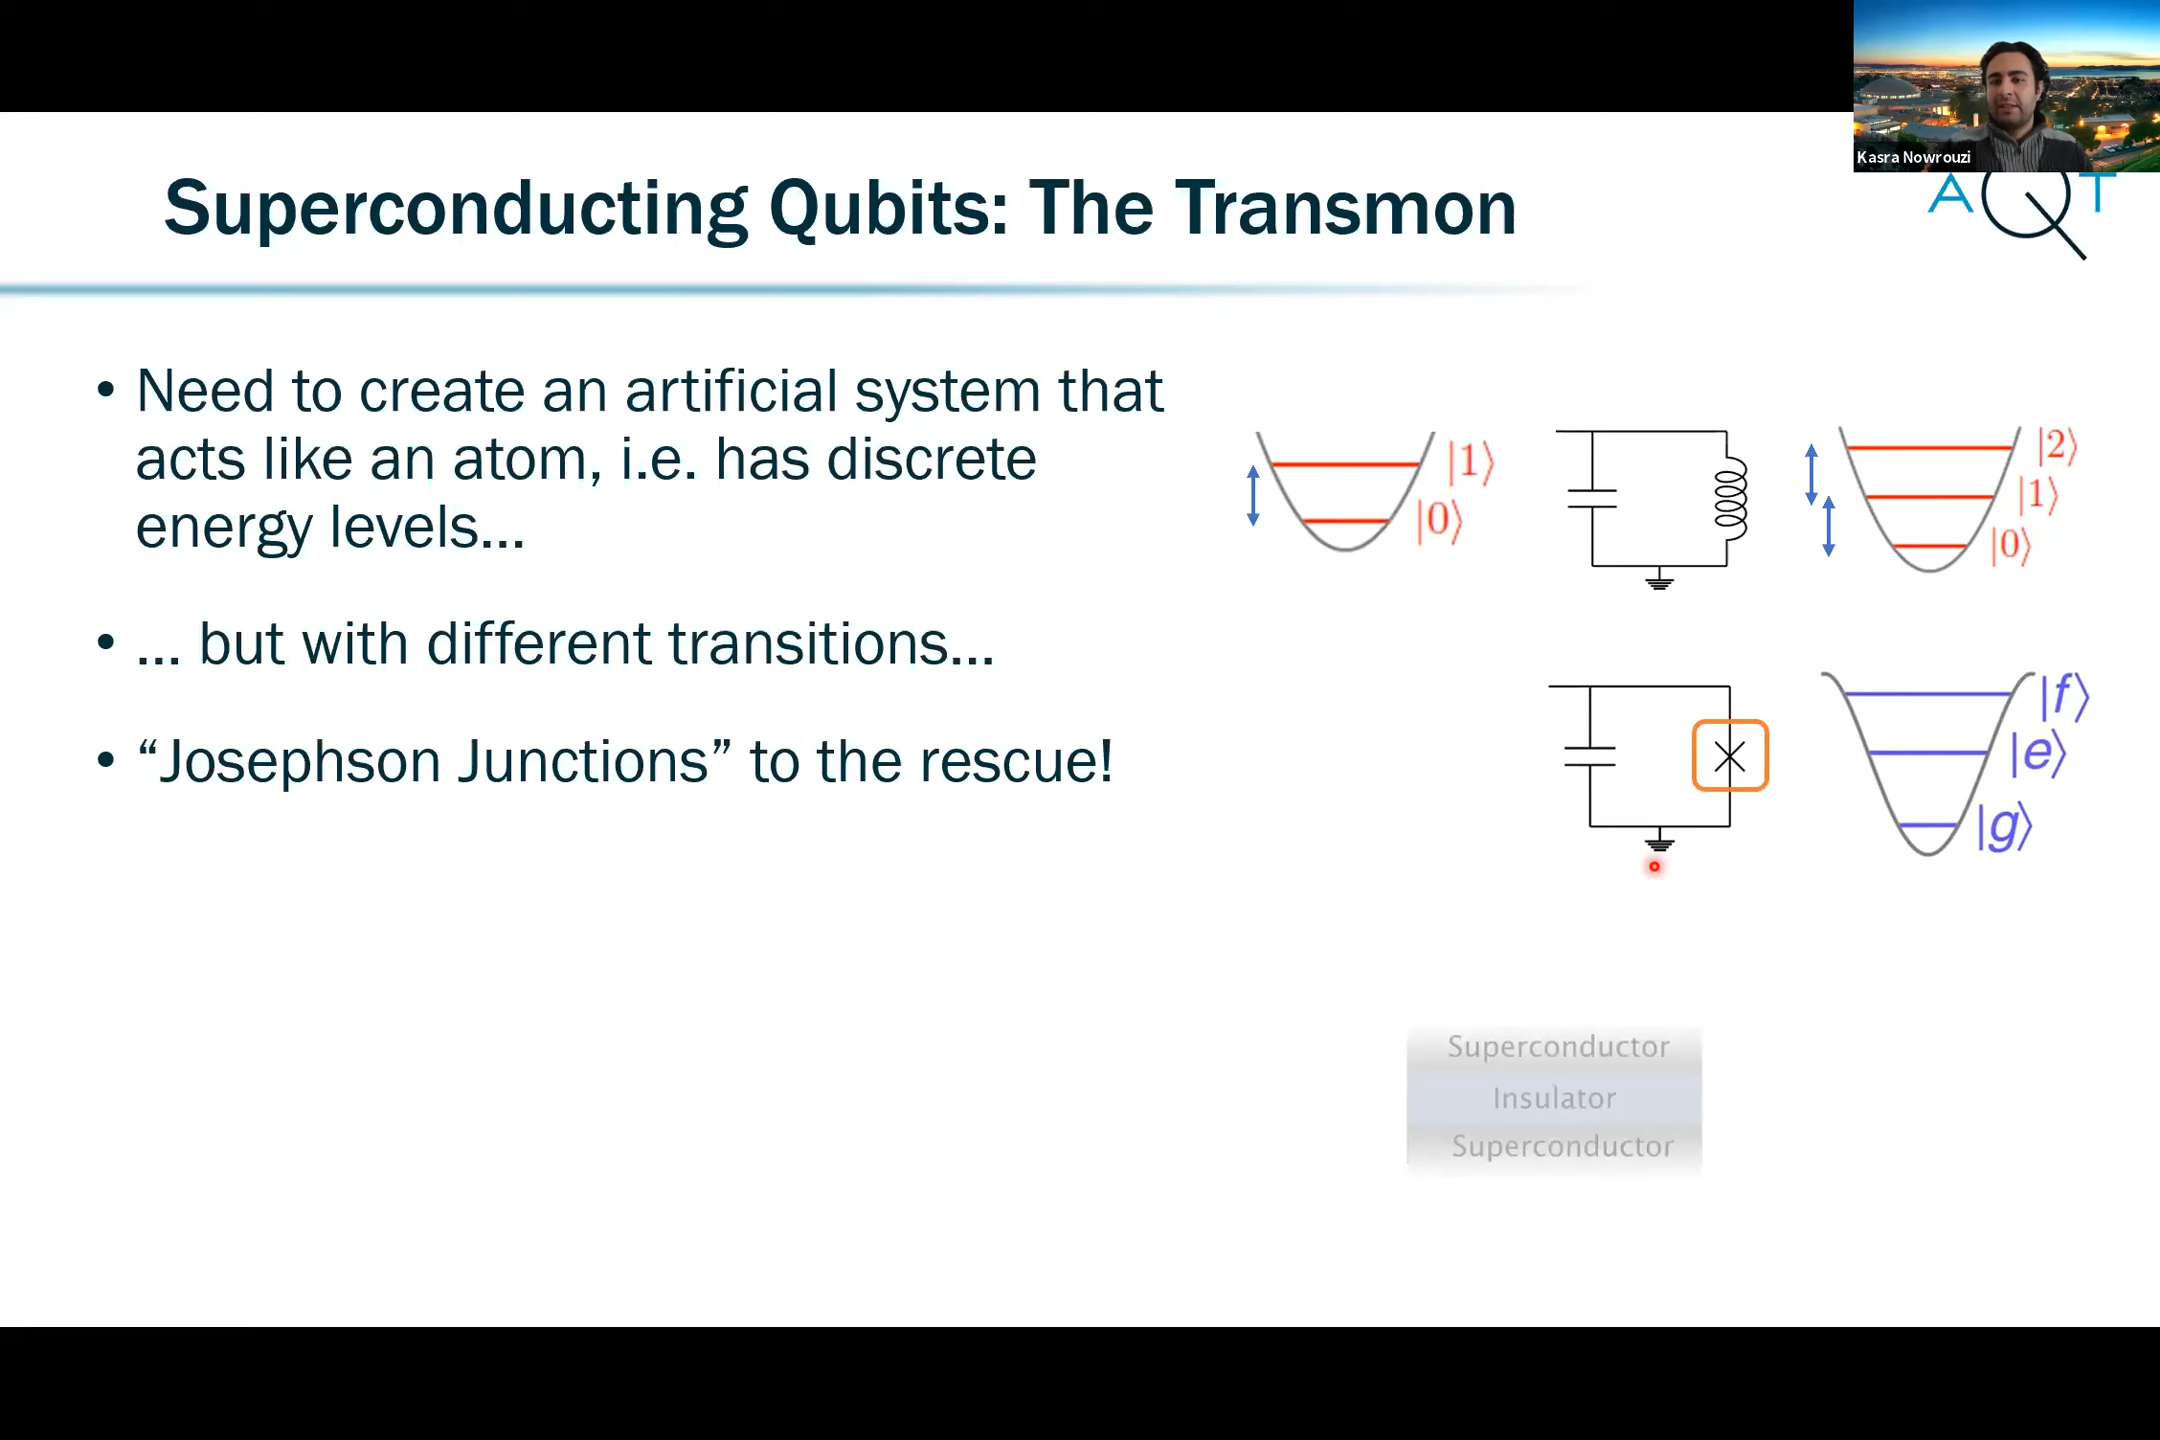 Kasra Nowrouzi
AQT
Superconducting Qubits: The Transmon
• Need to create an artificial system that
acts like an atom, i.e. has discrete
energy levels...
• ... but with different transitions...
• “Josephson Junctions” to the rescue!
|1⟩
|0⟩
|2⟩
|1⟩
|0⟩
|f⟩
|e⟩
|g⟩
Superconductor
Insulator
Superconductor